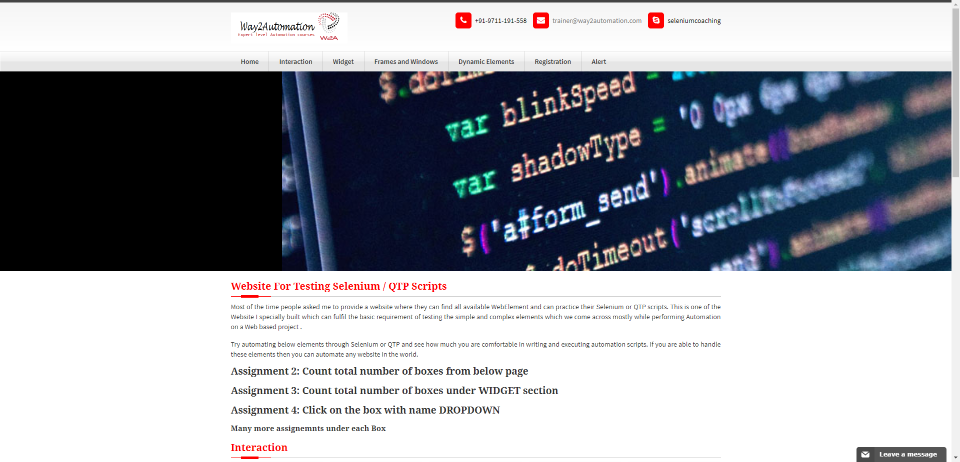 Way2Automation
Expert level Automation courses
W2A
+91-9711-191-558
trainer@way2automation.com
seleniumcoaching
Home
Interaction
Widget
Frames and Windows
Dynamic Elements
Registration
Alert
var blinkSpeed =
var shadowType = '0 0px 6px
$('a#form_send').animate(
doTimeout('scrollToFooter
Website For Testing Selenium / QTP Scripts
Most of the time people asked me to provide a website where they can find all available WebElement and can practice their Selenium or QTP scripts. This is one of the
Website I specially built which can fulfil the basic requirement of testing the simple and complex elements which we come across mostly while performing Automation
on a Web based project .
Try automating below elements through Selenium or QTP and see how much you are comfortable in writing and executing automation scripts. If you are able to handle
these elements then you can automate any website in the world.
Assignment 2: Count total number of boxes from below page
Assignment 3: Count total number of boxes under WIDGET section
Assignment 4: Click on the box with name DROPDOWN
Many more assignemnts under each Box
Interaction
Leave a message